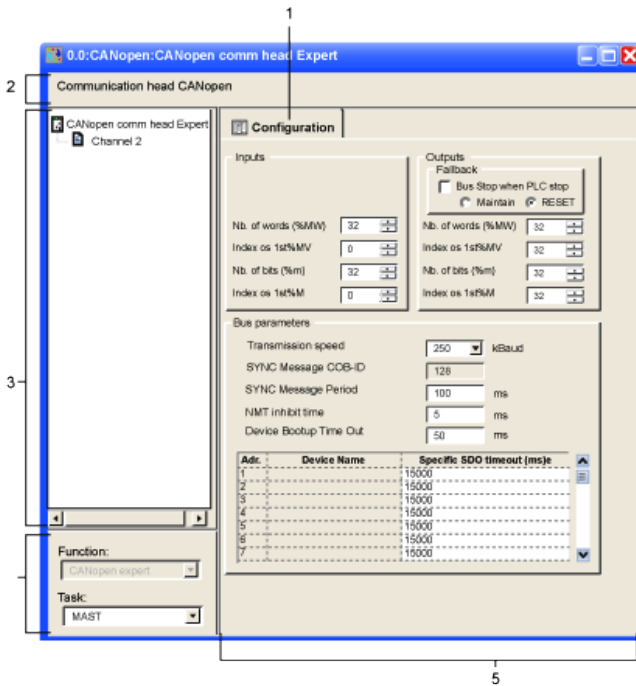 1
0.0:CANopen:CANopen comm head Expert
2
Communication head CANopen
CANopen comm head Expert
Channel 2
Configuration
Inputs
Outputs
Fallback
Bus Stop when PLC stop
Maintain RESET
Nb. of words (%MW) 32
Nb. of words (%MW) 32
Index os 1st%MV 0
Index os 1st%MV 32
Nb. of bits (%m) 32
Nb. of bits (%m) 32
Index os 1st%M 0
Index os 1st%M 32
Bus parameters
Transmission speed 250 kBaud
SYNC Message COB-ID 128
SYNC Message Period 100 ms
NMT inhibit time 5 ms
Device Bootup Time Out 50 ms
3
Adr. Device Name Specific SDO timeout (ms)e
1 15000
2 15000
3 15000
4 15000
5 15000
6 15000
7 15000
Function:
CANopen expert
Task:
MAST
5